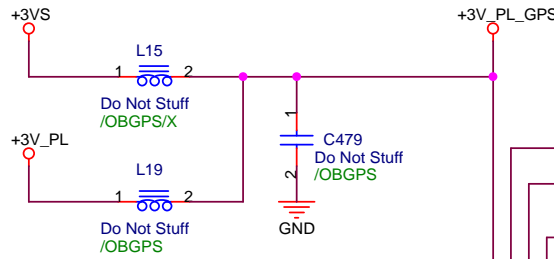 +3VS
+3V_PL_GPS
L15
1 2
Do Not Stuff
/OBGPS/X
1
C479
Do Not Stuff
/OBGPS
2
GND
+3V_PL
L19
1 2
Do Not Stuff
/OBGPS